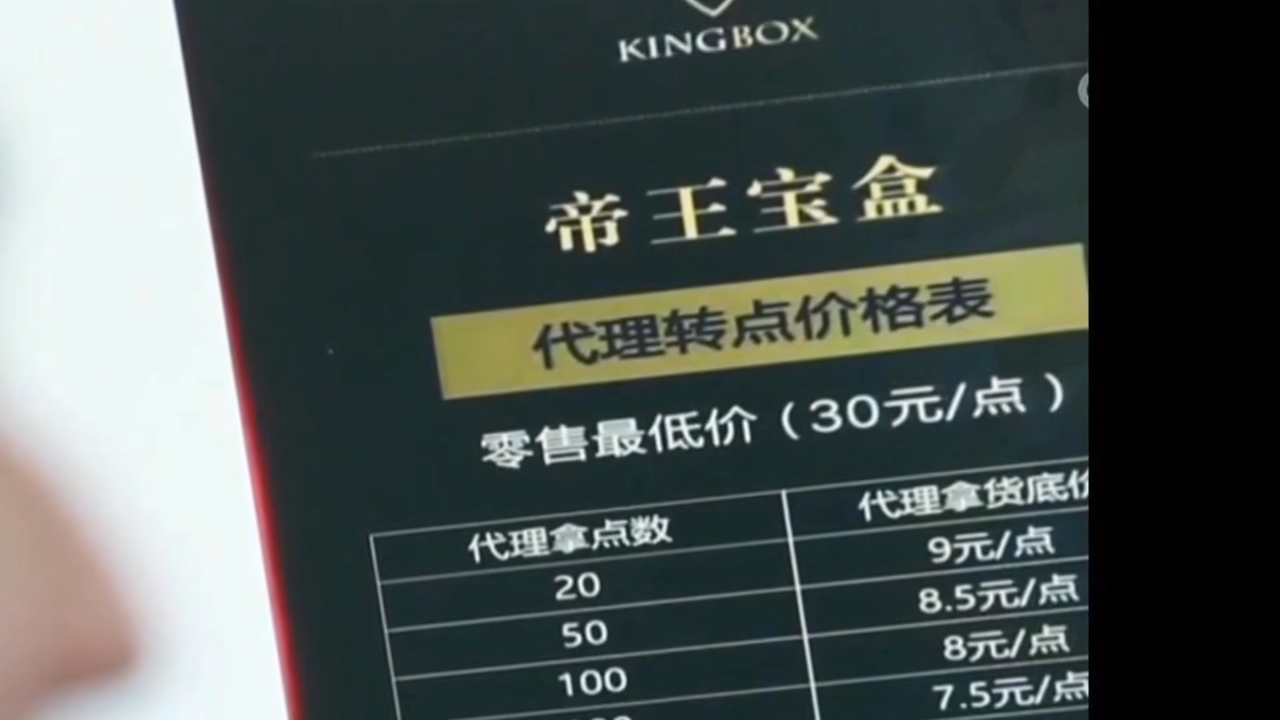 KINGBOX
帝王宝盒
代理转点价格表
零售最低价（30元/点）
代理拿点数 代理拿货底价
20 9元/点
50 8.5元/点
100 8元/点
7.5元/点